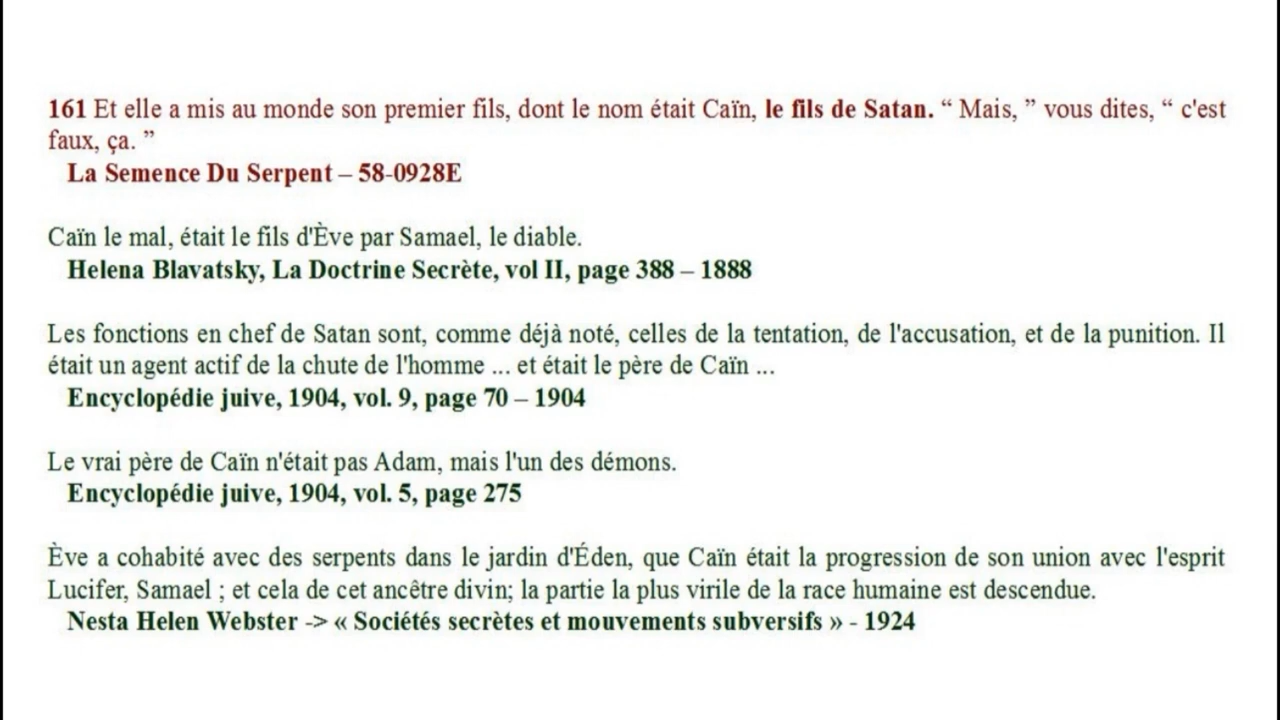 161 Et elle a mis au monde son premier fils, dont le nom était Caïn, le fils de Satan. “ Mais, ” vous dites, “ c'est
faux, ça. ”
La Semence Du Serpent – 58-0928E
Caïn le mal, était le fils d'Ève par Samael, le diable.
Helena Blavatsky, La Doctrine Secrète, vol II, page 388 – 1888
Les fonctions en chef de Satan sont, comme déjà noté, celles de la tentation, de l'accusation, et de la punition. Il
était un agent actif de la chute de l'homme ... et était le père de Caïn ...
Encyclopédie juive, 1904, vol. 9, page 70 – 1904
Le vrai père de Caïn n'était pas Adam, mais l'un des démons.
Encyclopédie juive, 1904, vol. 5, page 275
Ève a cohabité avec des serpents dans le jardin d'Éden, que Caïn était la progression de son union avec l'esprit
Lucifer, Samael ; et cela de cet ancêtre divin; la partie la plus virile de la race humaine est descendue.
Nesta Helen Webster -> « Sociétés secrètes et mouvements subversifs » - 1924